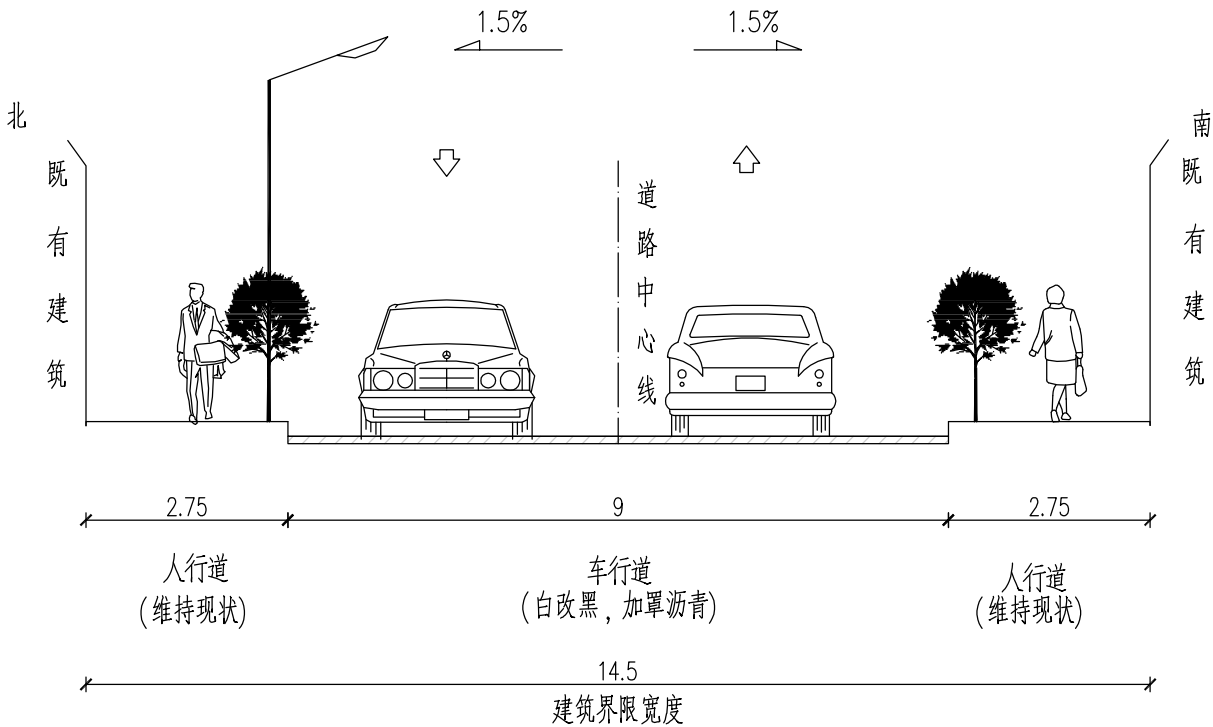 1.5%
1.5%
北
南
既有建筑
道路中心线
既有建筑
2.75
9
2.75
人行道
(维持现状)
车行道
(白改黑，加罩沥青)
人行道
(维持现状)
14.5
建筑界限宽度